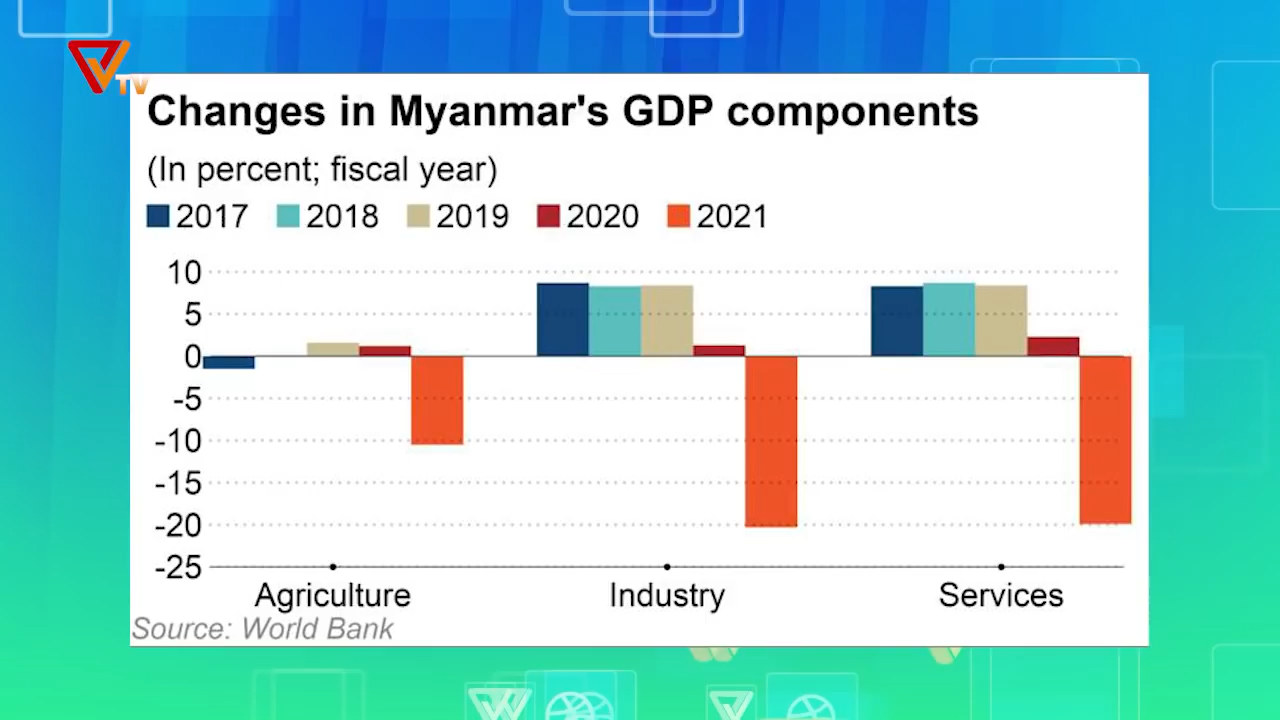 TV
Changes in Myanmar's GDP components
(In percent; fiscal year)
2017 2018 2019 2020 2021
10
5
0
-5
-10
-15
-20
-25
Agriculture Industry Services
Source: World Bank